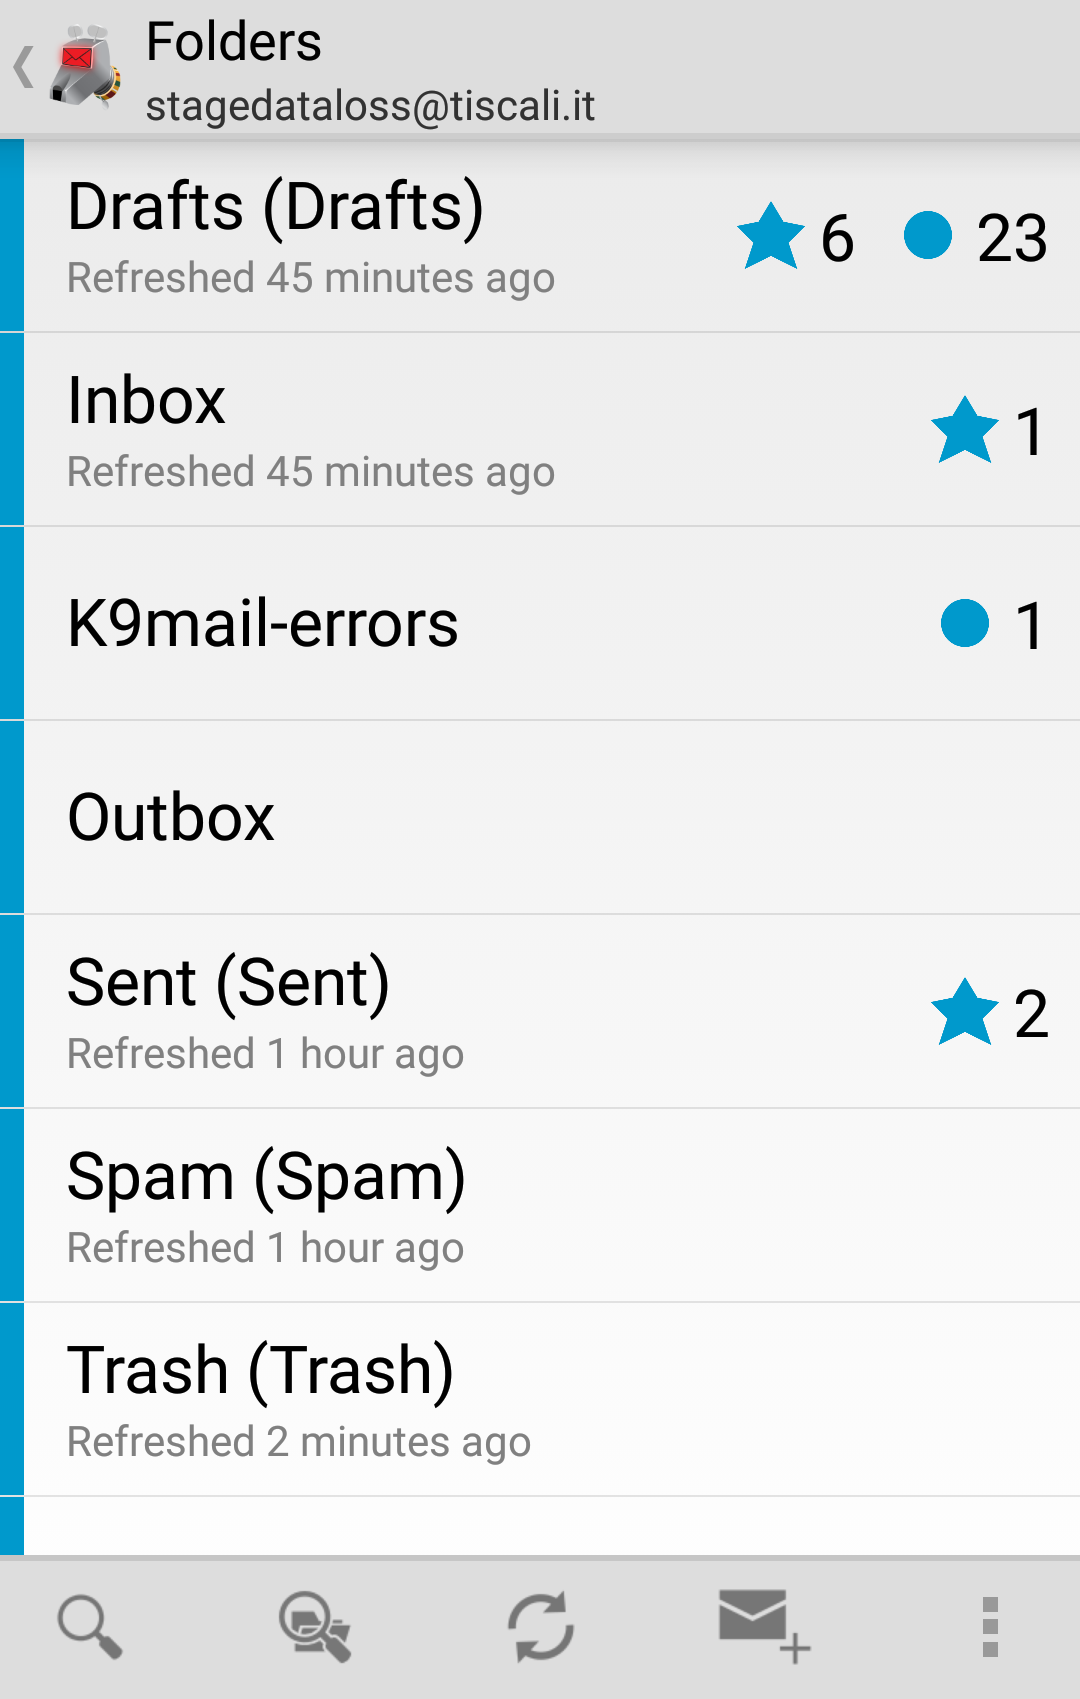 Folders
stagedataloss@tiscali.it
Drafts (Drafts)
Refreshed 45 minutes ago
6
23
Inbox
Refreshed 45 minutes ago
1
K9mail-errors
1
Outbox
Sent (Sent)
Refreshed 1 hour ago
2
Spam (Spam)
Refreshed 1 hour ago
Trash (Trash)
Refreshed 2 minutes ago